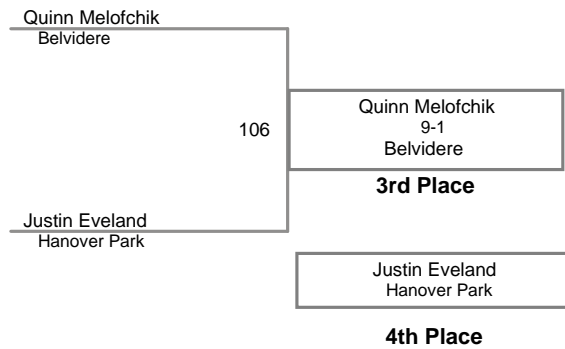 Quinn Melofchik
Belvidere
106
Quinn Melofchik
9-1
Belvidere
3rd Place
Justin Eveland
Hanover Park
Justin Eveland
Hanover Park
4th Place